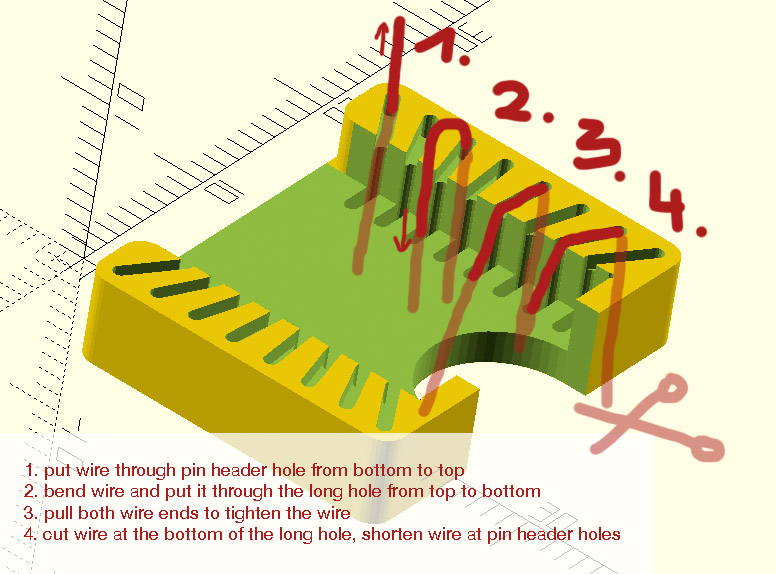 1.
2.
3.
4.
1. put wire through pin header hole from bottom to top
2. bend wire and put it through the long hole from top to bottom
3. pull both wire ends to tighten the wire
4. cut wire at the bottom of the long hole, shorten wire at pin header holes